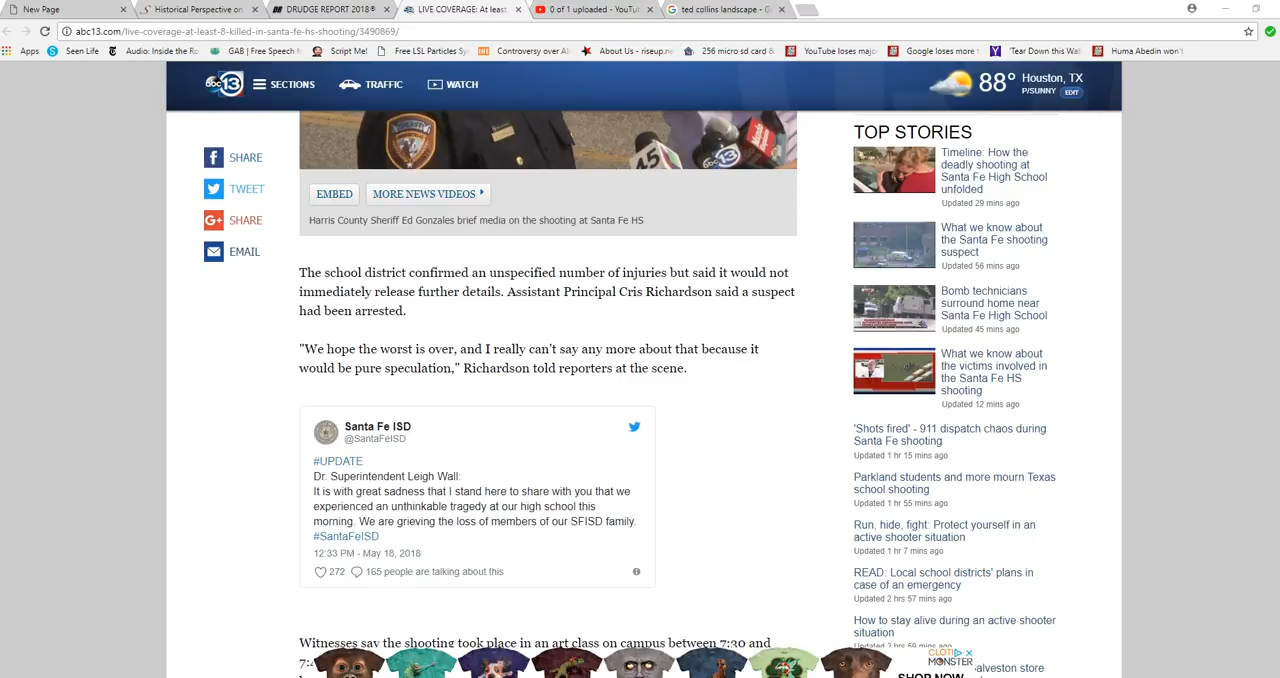 New Page
Historical Perspective on
DRUDGE REPORT 2018®
LIVE COVERAGE: At least
0 of 1 uploaded - YouTu
ted collins landscape - G
abc13.com/live-coverage-at-least-8-killed-in-santa-fe-hs-shooting/3490869/
Apps
Seen Life
Audio: Inside the Ro
GAB | Free Speech f
Script Me!
Free LSL Particles Sy
Controversy over Al
About Us - riseup.ne
256 micro sd card &
YouTube loses major
Google loses more t
'Tear Down this Wal
Huma Abedin won't
abc13
SECTIONS
TRAFFIC
WATCH
88° Houston, TX
P/SUNNY EDIT
SHARE
TWEET
G+ SHARE
EMAIL
45
abc13
EMBED
MORE NEWS VIDEOS
Harris County Sheriff Ed Gonzales brief media on the shooting at Santa Fe HS
The school district confirmed an unspecified number of injuries but said it would not
immediately release further details. Assistant Principal Cris Richardson said a suspect
had been arrested.
"We hope the worst is over, and I really can't say any more about that because it
would be pure speculation," Richardson told reporters at the scene.
Santa Fe ISD
@SantaFeISD
#UPDATE
Dr. Superintendent Leigh Wall:
It is with great sadness that I stand here to share with you that we
experienced an unthinkable tragedy at our high school this
morning. We are grieving the loss of members of our SFISD family.
#SantaFeISD
12:33 PM - May 18, 2018
272 165 people are talking about this
Witnesses say the shooting took place in an art class on campus between 7:30 and
TOP STORIES
Timeline: How the
deadly shooting at
Santa Fe High School
unfolded
Updated 29 mins ago
What we know about
the Santa Fe shooting
suspect
Updated 56 mins ago
Bomb technicians
surround home near
Santa Fe High School
Updated 45 mins ago
What we know about
the victims involved in
the Santa Fe HS
shooting
Updated 12 mins ago
'Shots fired' - 911 dispatch chaos during
Santa Fe shooting
Updated 1 hr 15 mins ago
Parkland students and more mourn Texas
school shooting
Updated 1 hr 55 mins ago
Run, hide, fight: Protect yourself in an
active shooter situation
Updated 1 hr 7 mins ago
READ: Local school districts' plans in
case of an emergency
Updated 2 hrs 57 mins ago
How to stay alive during an active shooter
situation
Updated 2 hrs 59 mins ago
alveston store
MONSTER
SHOP NOW